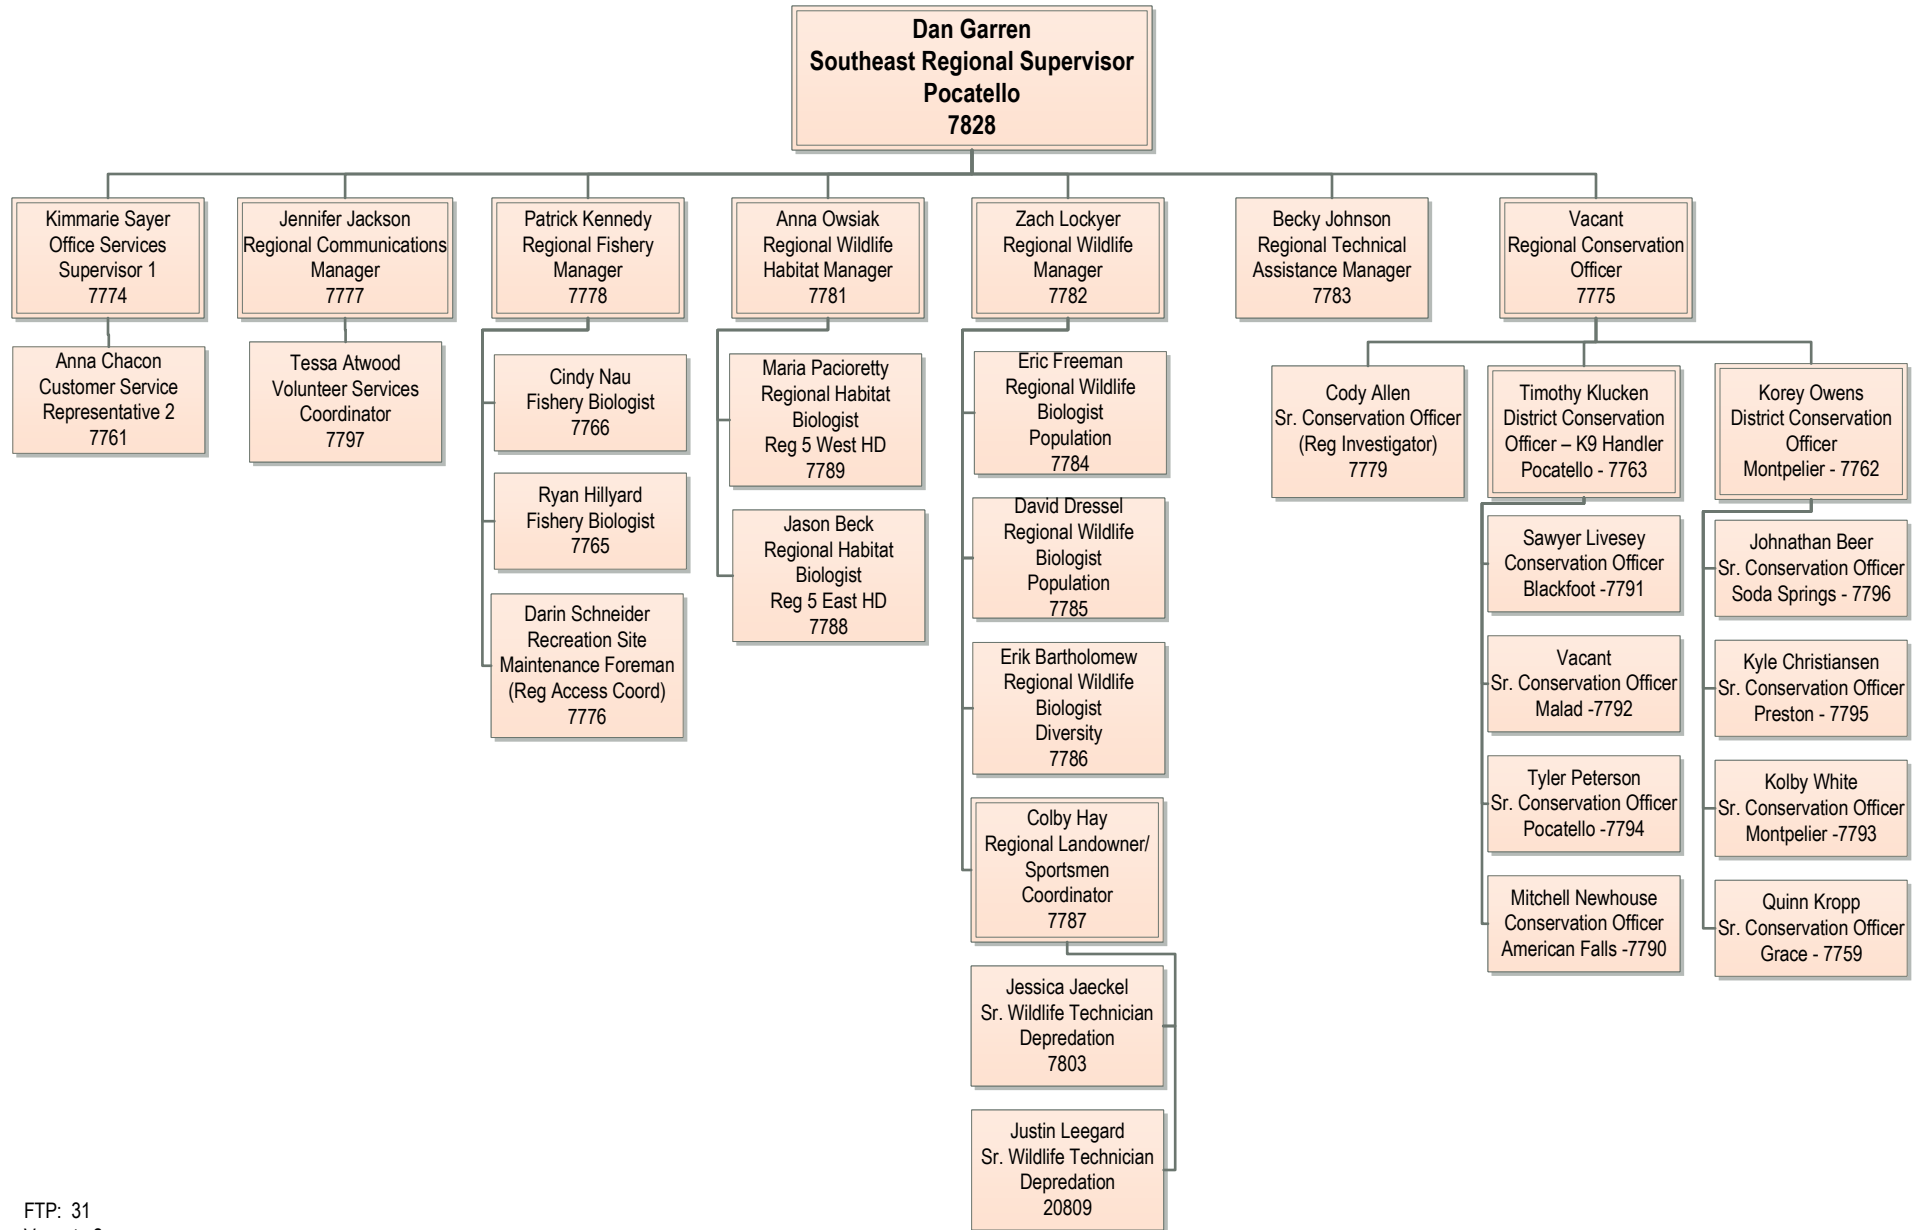 Dan Garren
Southeast Regional Supervisor
Pocatello
7828
Kimmarie Sayer
Office Services
Supervisor 1
7774
Jennifer Jackson
Regional Communications
Manager
7777
Patrick Kennedy
Regional Fishery
Manager
7778
Anna Owsiak
Regional Wildlife
Habitat Manager
7781
Zach Lockyer
Regional Wildlife
Manager
7782
Becky Johnson
Regional Technical
Assistance Manager
7783
Vacant
Regional Conservation
Officer
7775
Anna Chacon
Customer Service
Representative 2
7761
Tessa Atwood
Volunteer Services
Coordinator
7797
Cindy Nau
Fishery Biologist
7766
Ryan Hillyard
Fishery Biologist
7765
Darin Schneider
Recreation Site
Maintenance Foreman
(Reg Access Coord)
7776
Maria Pacioretty
Regional Habitat
Biologist
Reg 5 West HD
7789
Jason Beck
Regional Habitat
Biologist
Reg 5 East HD
7788
Eric Freeman
Regional Wildlife
Biologist
Population
7784
David Dressel
Regional Wildlife
Biologist
Population
7785
Erik Bartholomew
Regional Wildlife
Biologist
Diversity
7786
Colby Hay
Regional Landowner/
Sportsmen
Coordinator
7787
Jessica Jaeckel
Sr. Wildlife Technician
Depredation
7803
Justin Leegard
Sr. Wildlife Technician
Depredation
20809
Cody Allen
Sr. Conservation Officer
(Reg Investigator)
7779
Timothy Klucken
District Conservation
Officer – K9 Handler
Pocatello - 7763
Korey Owens
District Conservation
Officer
Montpelier - 7762
Sawyer Livesey
Conservation Officer
Blackfoot -7791
Vacant
Sr. Conservation Officer
Malad -7792
Tyler Peterson
Sr. Conservation Officer
Pocatello -7794
Mitchell Newhouse
Conservation Officer
American Falls -7790
Johnathan Beer
Sr. Conservation Officer
Soda Springs - 7796
Kyle Christiansen
Sr. Conservation Officer
Preston - 7795
Kolby White
Sr. Conservation Officer
Montpelier -7793
Quinn Kropp
Sr. Conservation Officer
Grace - 7759
FTP: 31